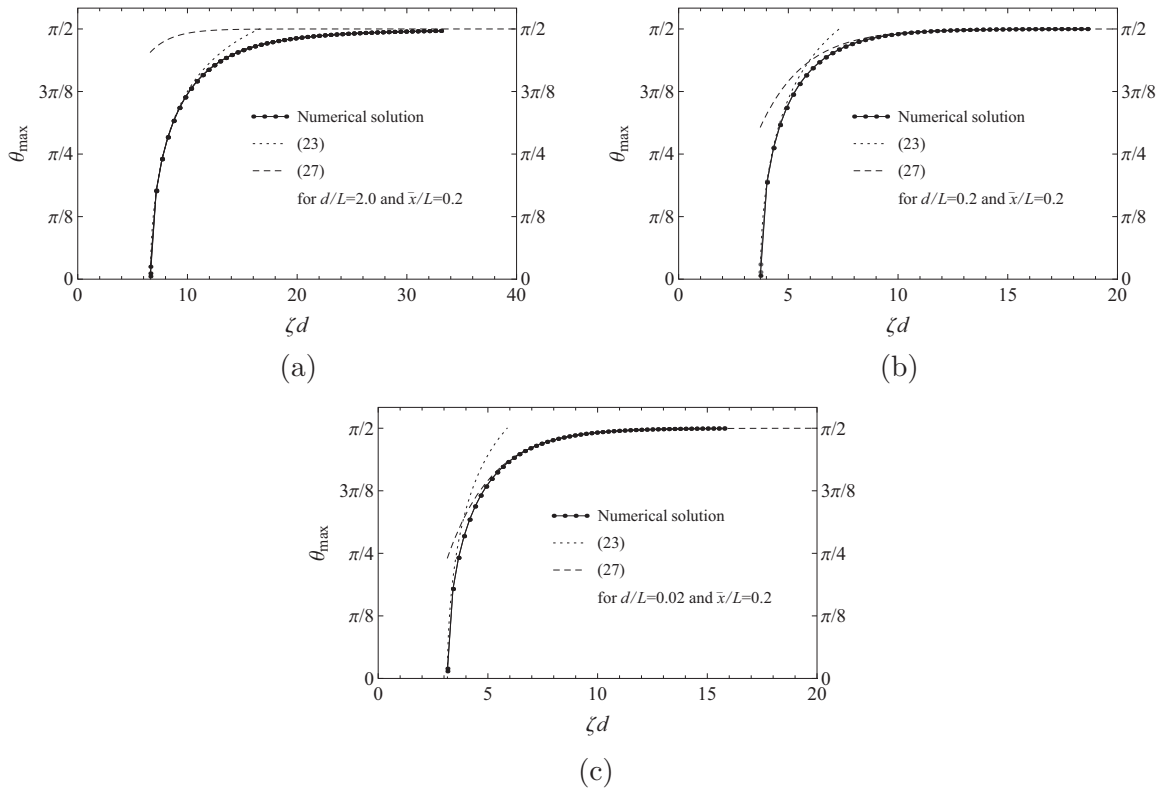 π/2
3π/8
π/4
π/8
0
θmax
π/2
3π/8
π/4
π/8
0
Numerical solution
(23)
(27)
for d/L=2.0 and x̄/L=0.2
0 10 20 30 40
ζd
(a)
π/2
3π/8
π/4
π/8
0
θmax
π/2
3π/8
π/4
π/8
0
Numerical solution
(23)
(27)
for d/L=0.2 and x̄/L=0.2
0 5 10 15 20
ζd
(b)
π/2
3π/8
π/4
π/8
0
θmax
π/2
3π/8
π/4
π/8
0
Numerical solution
(23)
(27)
for d/L=0.02 and x̄/L=0.2
0 5 10 15 20
ζd
(c)